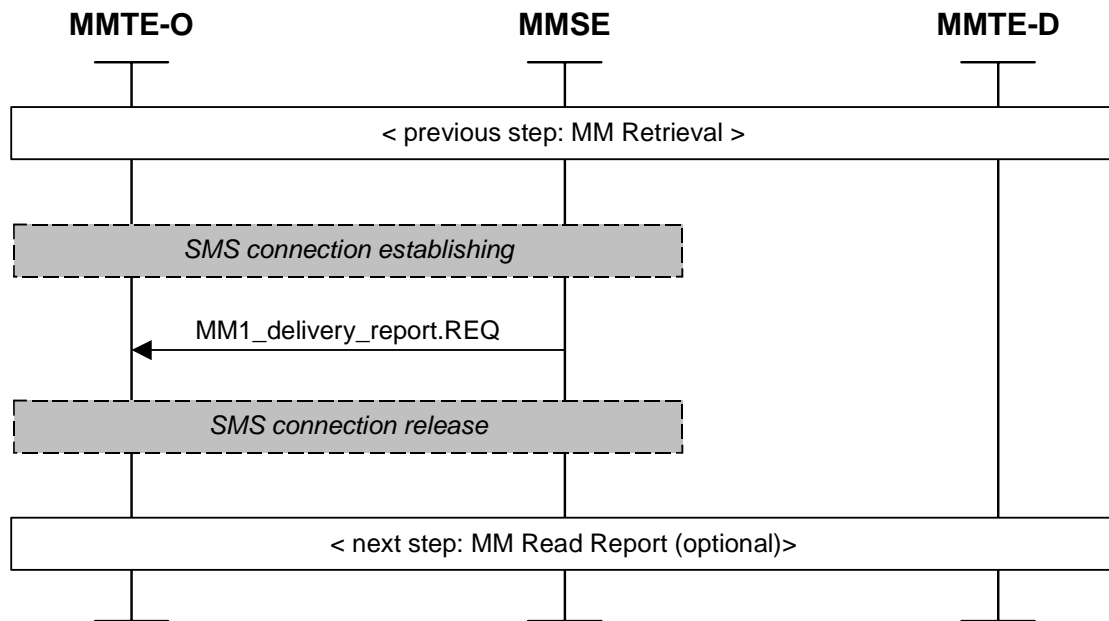 MMTE-O MMSE MMTE-D
< previous step: MM Retrieval >
SMS connection establishing
MM1_delivery_report.REQ
SMS connection release
< next step: MM Read Report (optional)>